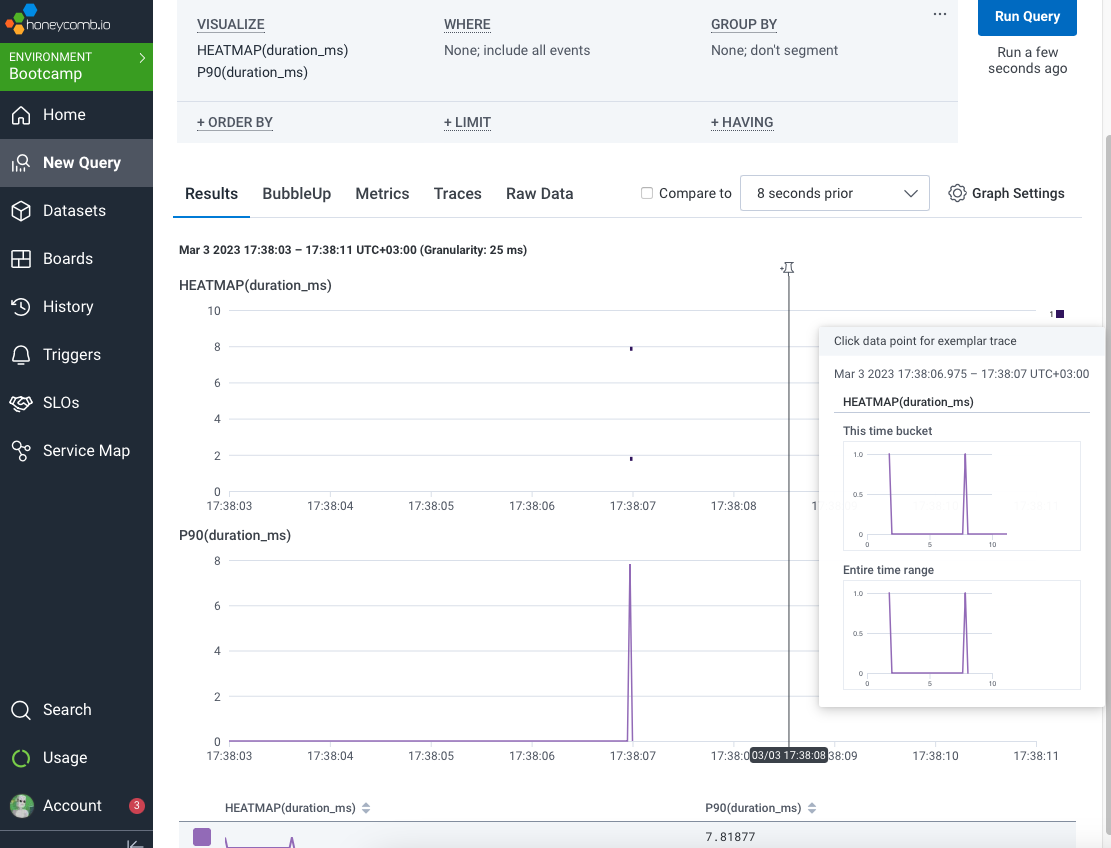 honeycomb.io
ENVIRONMENT
Bootcamp
Home
New Query
Datasets
Boards
History
Triggers
SLOs
Service Map
Search
Usage
Account 3
VISUALIZE WHERE GROUP BY
HEATMAP(duration_ms) None; include all events None; don't segment
P90(duration_ms)
+ ORDER BY + LIMIT + HAVING
...
Run Query
Run a few
seconds ago
Results BubbleUp Metrics Traces Raw Data
Compare to 8 seconds prior Graph Settings
Mar 3 2023 17:38:03 – 17:38:11 UTC+03:00 (Granularity: 25 ms)
HEATMAP(duration_ms)
10
8
6
4
2
0
17:38:03 17:38:04 17:38:05 17:38:06 17:38:07 17:38:08
1
P90(duration_ms)
8
6
4
2
0
17:38:03 17:38:04 17:38:05 17:38:06 17:38:07 17:38:0 03/03 17:38:08 38:09 17:38:10 17:38:11
Click data point for exemplar trace
Mar 3 2023 17:38:06.975 – 17:38:07 UTC+03:00
HEATMAP(duration_ms)
This time bucket
1.0
0.5
0
0 5 10
Entire time range
1.0
0.5
0
0 5 10
HEATMAP(duration_ms) P90(duration_ms)
7.81877